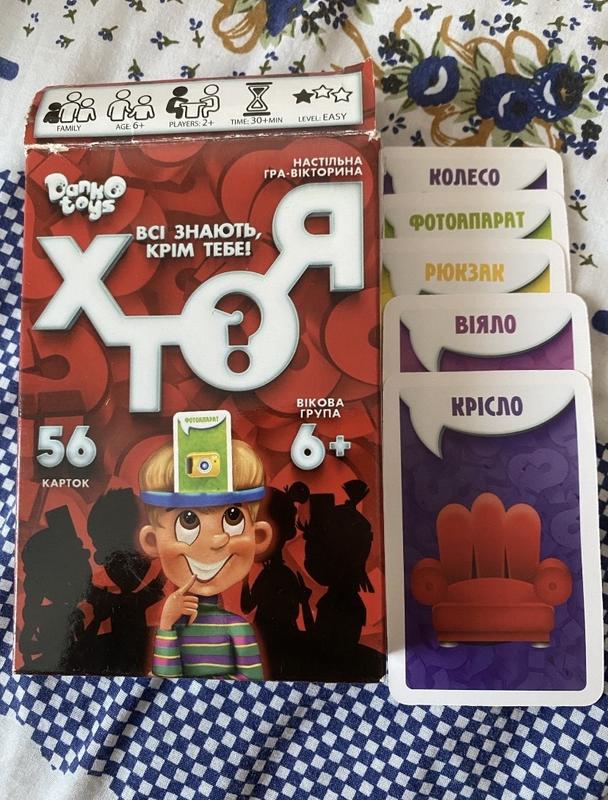 FAMILY
AGE: 6+
PLAYERS: 2+
TIME: 30+MIN
LEVEL: EASY
Danko
toys
НАСТІЛЬНА
ГРА-ВІКТОРИНА
ВСІ ЗНАЮТЬ,
КРІМ ТЕБЕ!
ХТО Я
?
56
КАРТОК
ВІКОВА
ГРУПА
6+
ФОТОАПАРАТ
КОЛЕСО
ФОТОАПАРАТ
РЮКЗАК
ВІЯЛО
КРІСЛО